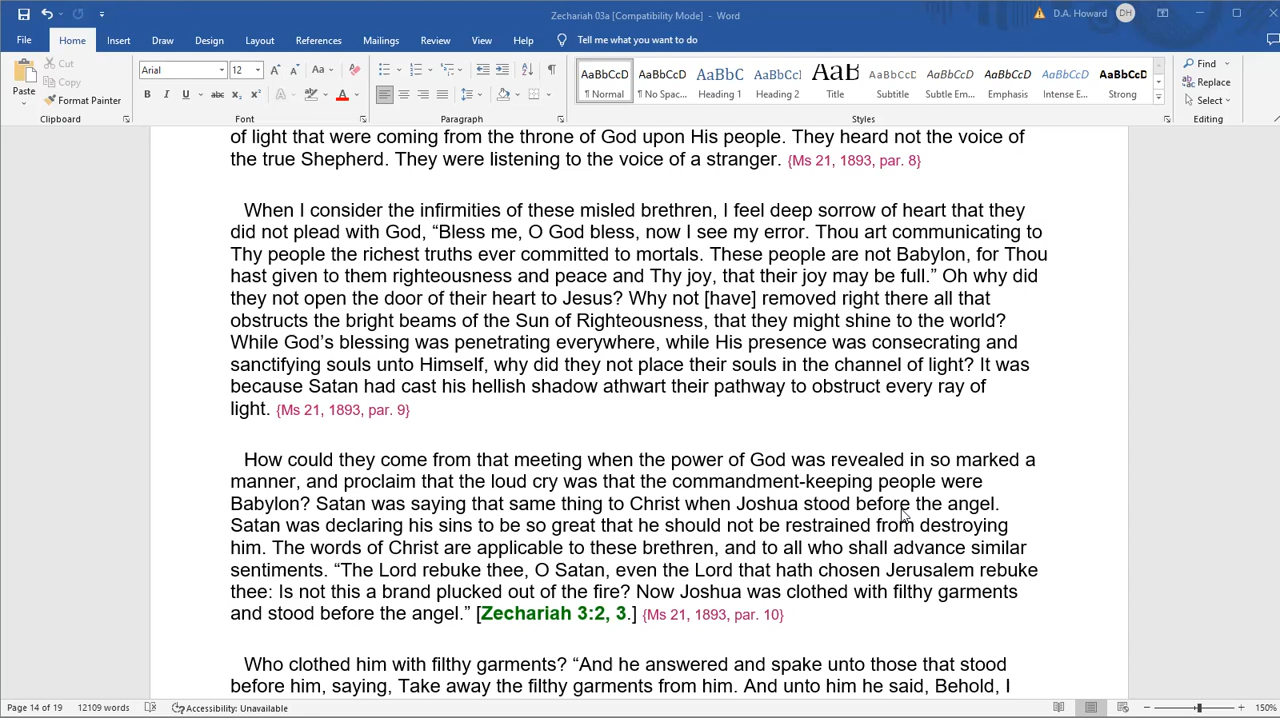 Zechariah 03a [Compatibility Mode] - Word
D.A. Howard DH
File Home Insert Draw Design Layout References Mailings Review View Help Tell me what you want to do
Paste
Cut
Copy
Format Painter
Clipboard
Arial 12
Font
Paragraph
AaBbCcD ¶ Normal
AaBbCcD ¶ No Spac...
AaBbC Heading 1
AaBbCcI Heading 2
AaB Title
AaBbCcD Subtitle
AaBbCcD Subtle Em...
AaBbCcD Emphasis
AaBbCcD Intense E...
AaBbCcD Strong
Styles
Find
Replace
Select
Editing
of light that were coming from the throne of God upon His people. They heard not the voice of
the true Shepherd. They were listening to the voice of a stranger. {Ms 21, 1893, par. 8}
When I consider the infirmities of these misled brethren, I feel deep sorrow of heart that they
did not plead with God, “Bless me, O God bless, now I see my error. Thou art communicating to
Thy people the richest truths ever committed to mortals. These people are not Babylon, for Thou
hast given to them righteousness and peace and Thy joy, that their joy may be full.” Oh why did
they not open the door of their heart to Jesus? Why not [have] removed right there all that
obstructs the bright beams of the Sun of Righteousness, that they might shine to the world?
While God’s blessing was penetrating everywhere, while His presence was consecrating and
sanctifying souls unto Himself, why did they not place their souls in the channel of light? It was
because Satan had cast his hellish shadow athwart their pathway to obstruct every ray of
light. {Ms 21, 1893, par. 9}
How could they come from that meeting when the power of God was revealed in so marked a
manner, and proclaim that the loud cry was that the commandment-keeping people were
Babylon? Satan was saying that same thing to Christ when Joshua stood before the angel.
Satan was declaring his sins to be so great that he should not be restrained from destroying
him. The words of Christ are applicable to these brethren, and to all who shall advance similar
sentiments. “The Lord rebuke thee, O Satan, even the Lord that hath chosen Jerusalem rebuke
thee: Is not this a brand plucked out of the fire? Now Joshua was clothed with filthy garments
and stood before the angel.” [Zechariah 3:2, 3.] {Ms 21, 1893, par. 10}
Who clothed him with filthy garments? “And he answered and spake unto those that stood
before him, saying, Take away the filthy garments from him. And unto him he said, Behold, I
Page 14 of 19 12109 words Accessibility: Unavailable 150%